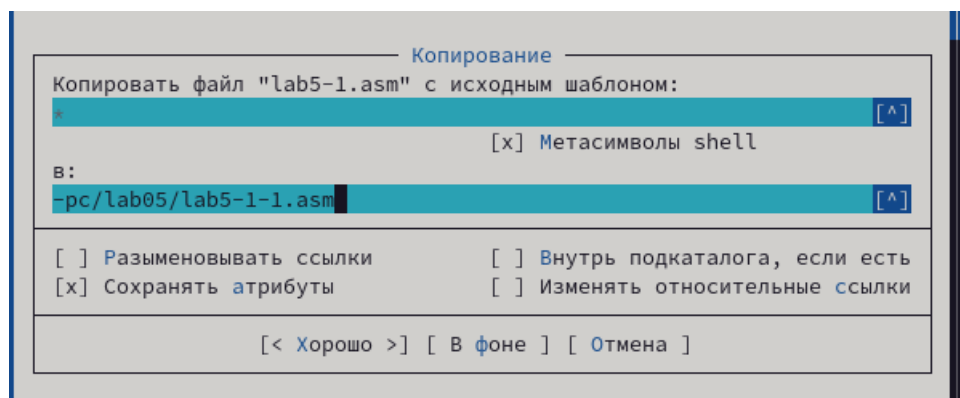 Копирование
Копировать файл "lab5-1.asm" с исходным шаблоном:
* [^]
[x] Метасимволы shell
в:
-pc/lab05/lab5-1-1.asm [^]
[ ] Разыменовывать ссылки [ ] Внутрь подкаталога, если есть
[x] Сохранять атрибуты [ ] Изменять относительные ссылки
[< Хорошо >] [ В фоне ] [ Отмена ]